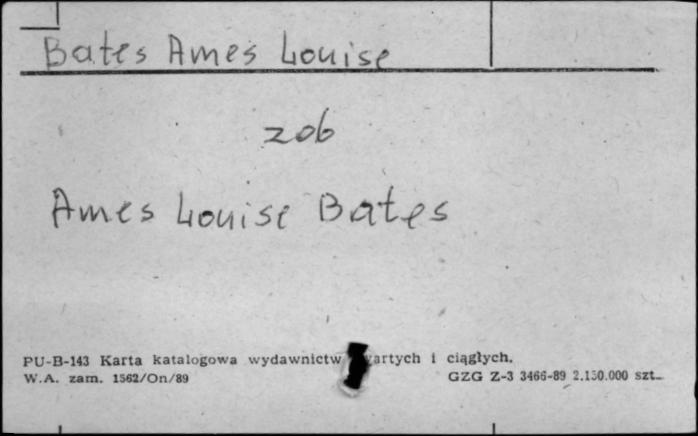 Bates Ames Louise
zob
Ames Louise Bates
PU-B-143 Karta katalogowa wydawnictw i ciągłych.
W.A. zam. 1562/On/89 GZG Z-3 3466-89 2.150.000 szt.